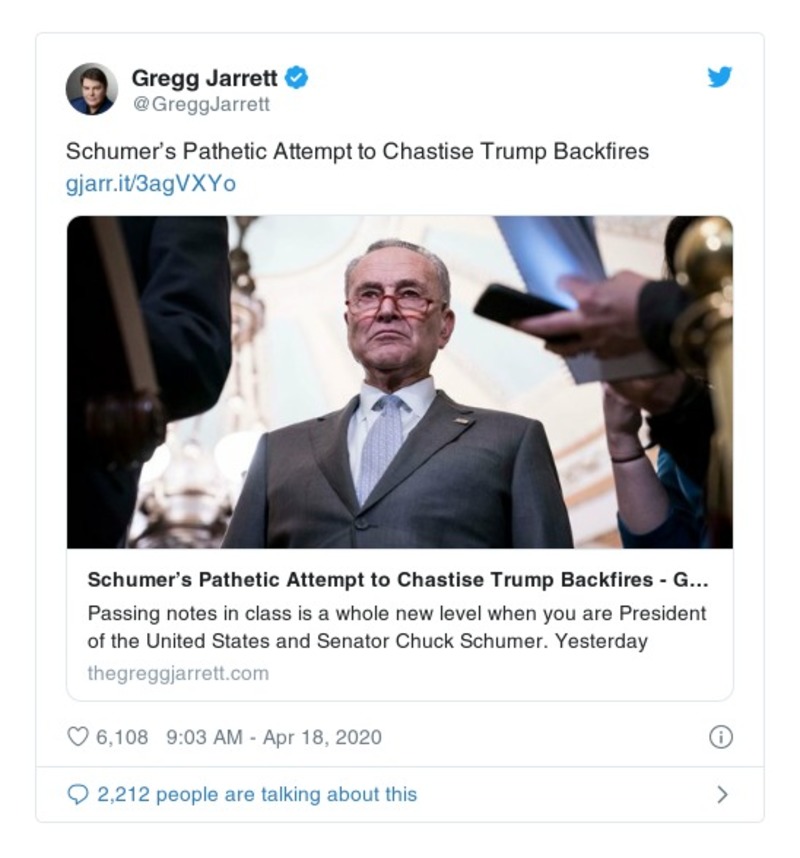 Gregg Jarrett
@GreggJarrett
Schumer’s Pathetic Attempt to Chastise Trump Backfires
gjarr.it/3agVXYo
Schumer’s Pathetic Attempt to Chastise Trump Backfires - G...
Passing notes in class is a whole new level when you are President
of the United States and Senator Chuck Schumer. Yesterday
thegreggjarrett.com
6,108 9:03 AM - Apr 18, 2020
2,212 people are talking about this